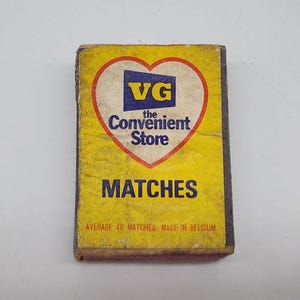 VG
the
Convenient
Store
MATCHES
AVERAGE 40 MATCHES MADE IN BELGIUM